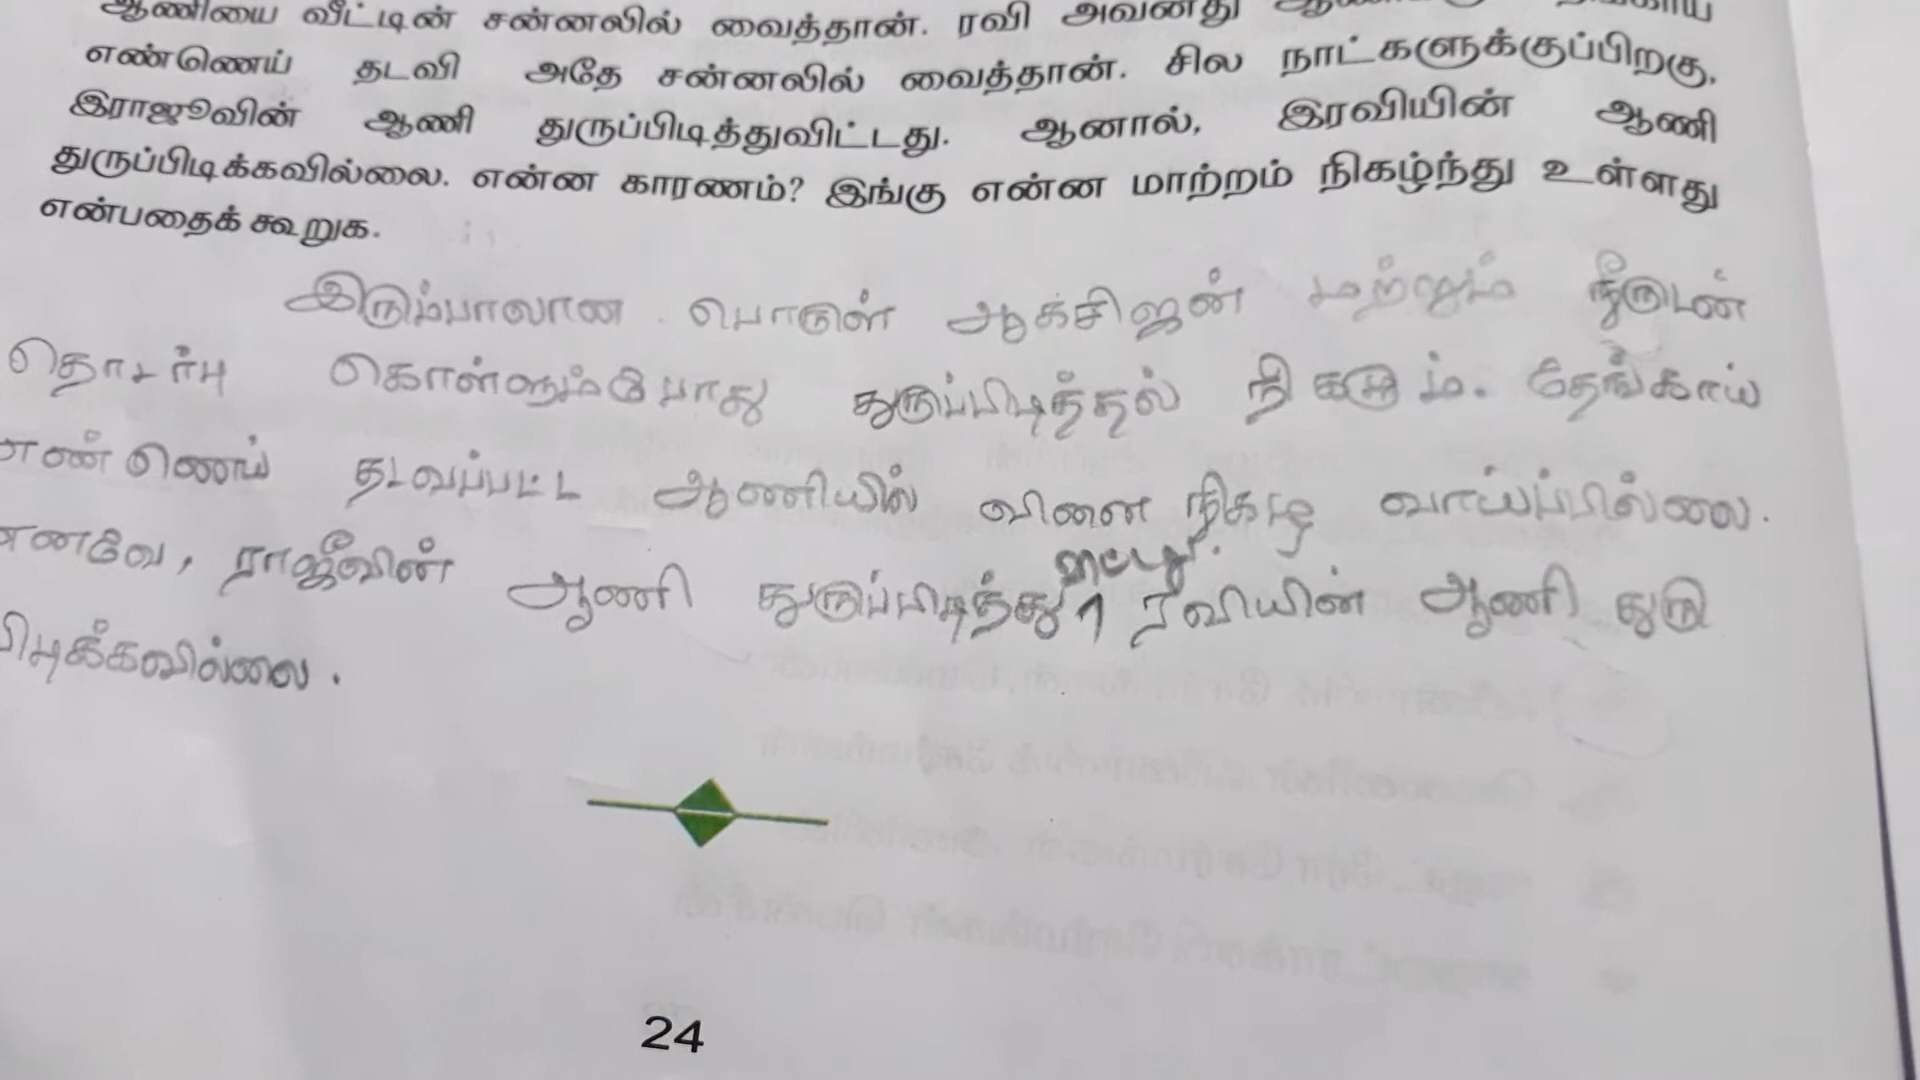 ஆணியை வீட்டின் சன்னலில் வைத்தான். ரவி அவனது
எண்ணெய் தடவி அதே சன்னலில் வைத்தான். சில நாட்களுக்குப்பிறகு,
இராஜூவின் ஆணி துருப்பிடித்துவிட்டது. ஆனால், இரவியின் ஆணி
துருப்பிடிக்கவில்லை. என்ன காரணம்? இங்கு என்ன மாற்றம் நிகழ்ந்து உள்ளது
என்பதைக் கூறுக.
இரும்பாலான பொருள் ஆக்சிஜன் மற்றும் நீருடன்
தொடர்பு கொள்ளும்போது துருப்பிடித்தல் நிகழும். தேங்காய்
எண்ணெய் தடவப்பட்ட ஆணியில் வினை நிகழ வாய்ப்பில்லை.
எனவே, ராஜீவின் ஆணி துருப்பிடித்து ரவியின் ஆணி துரு
பிடிக்கவில்லை.
24